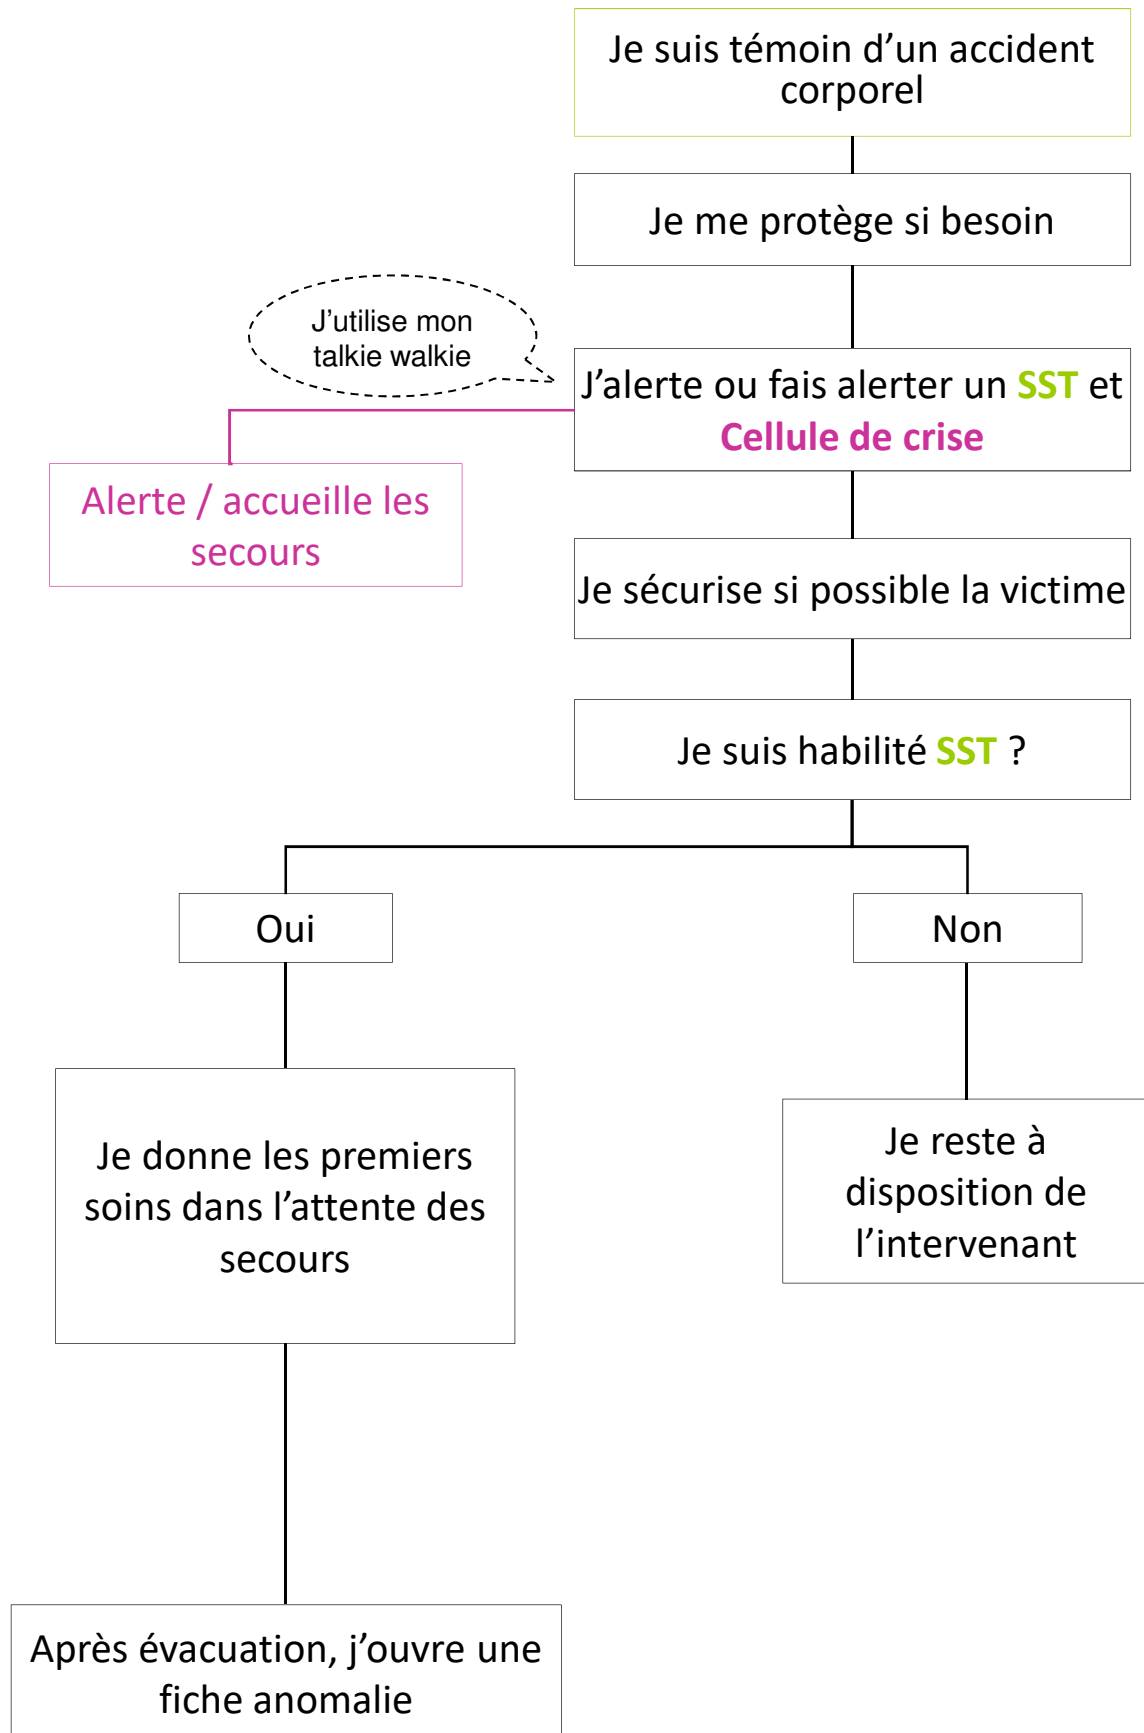 Je suis témoin d’un accident
corporel
Je me protège si besoin
J’utilise mon
talkie walkie
J’alerte ou fais alerter un SST et
Cellule de crise
Alerte / accueille les
secours
Je sécurise si possible la victime
Je suis habilité SST ?
Oui
Non
Je donne les premiers
soins dans l’attente des
secours
Je reste à
disposition de
l’intervenant
Après évacuation, j’ouvre une
fiche anomalie